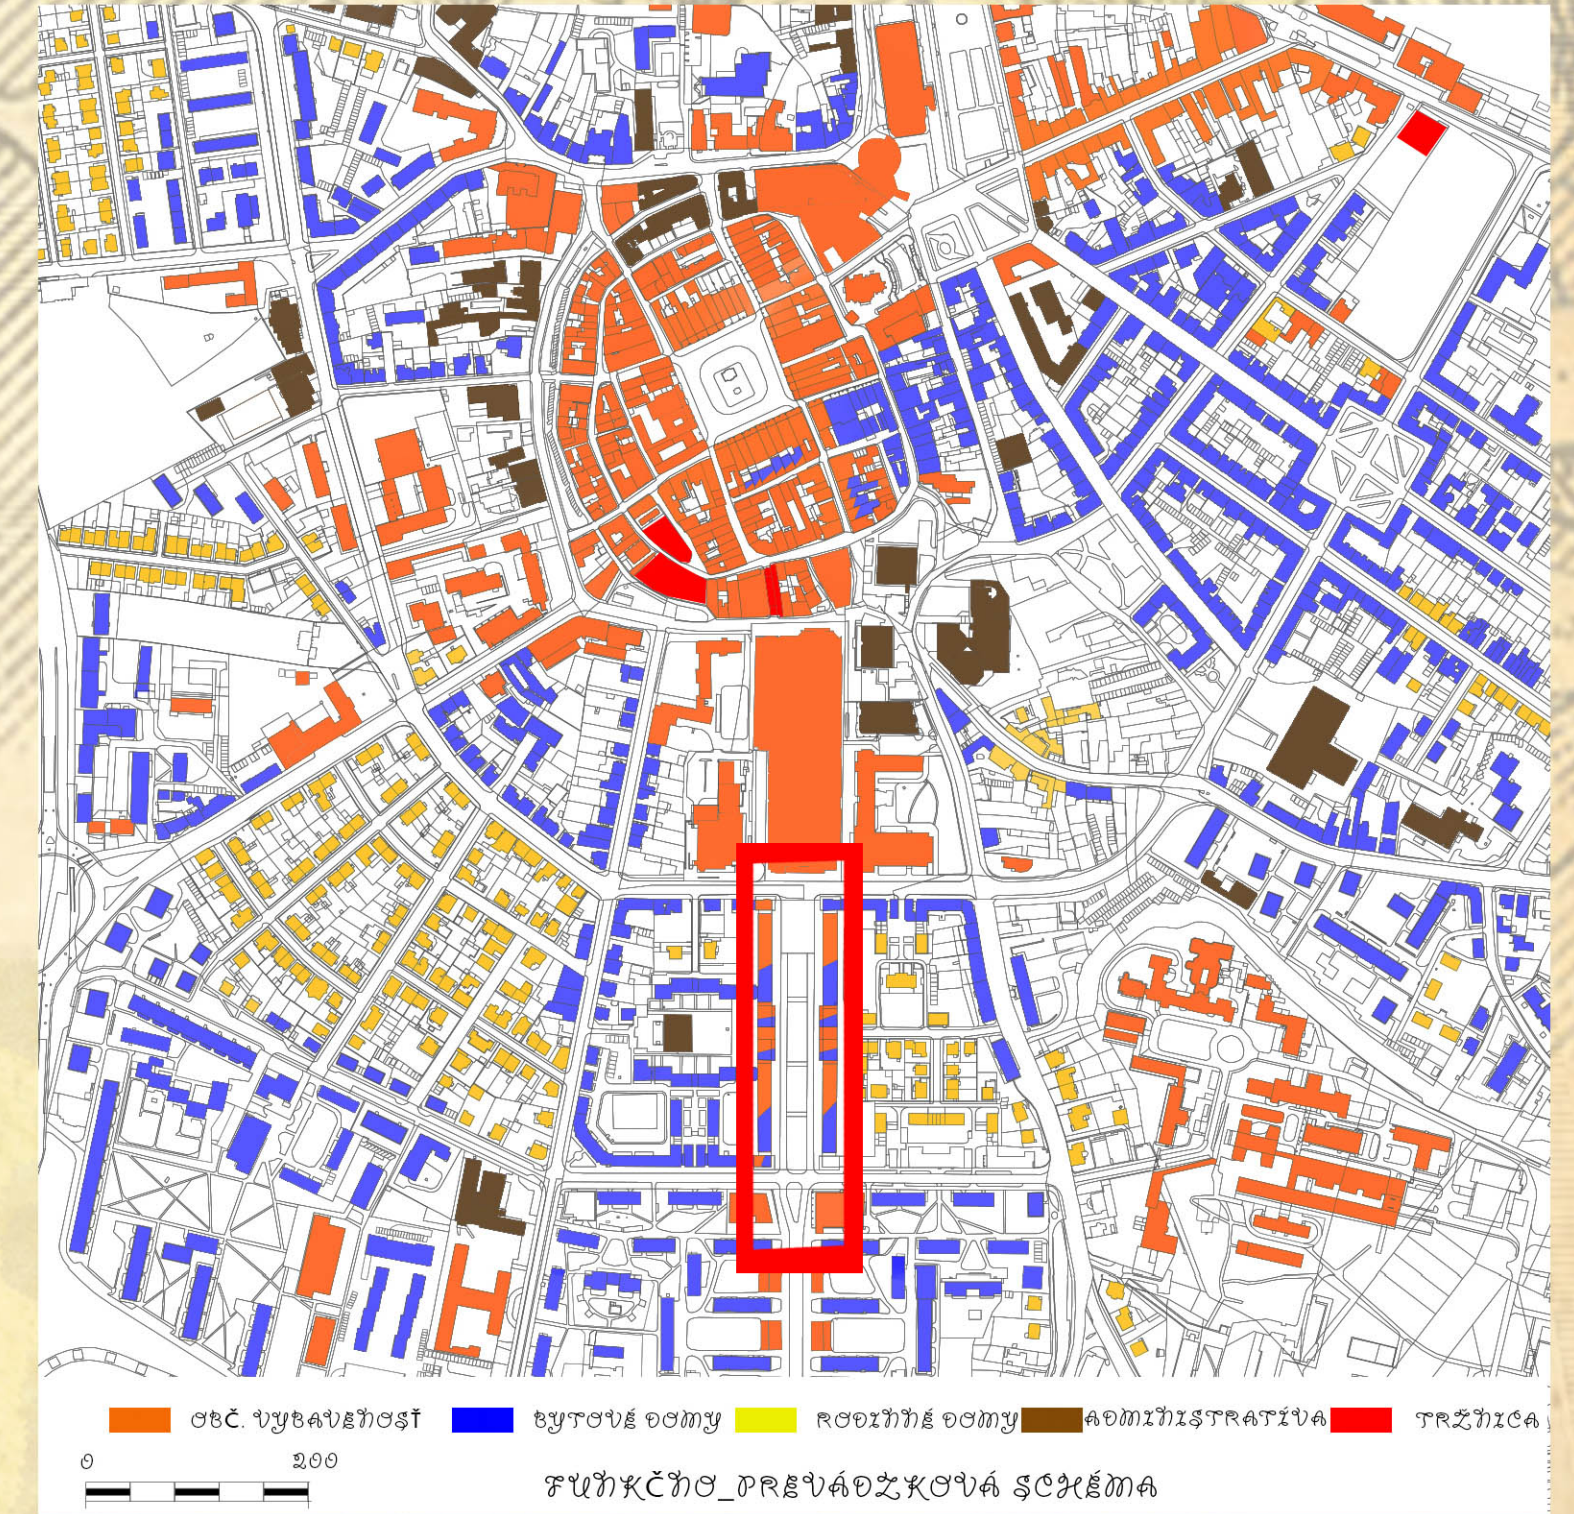 OBČ. VYBAVENOSŤ BYTOVÉ DOMY RODINNÉ DOMY ADMINISTRATÍVA TRŽNICA
0 200
FUNKČNO_PREVÁDZKOVÁ SCHÉMA